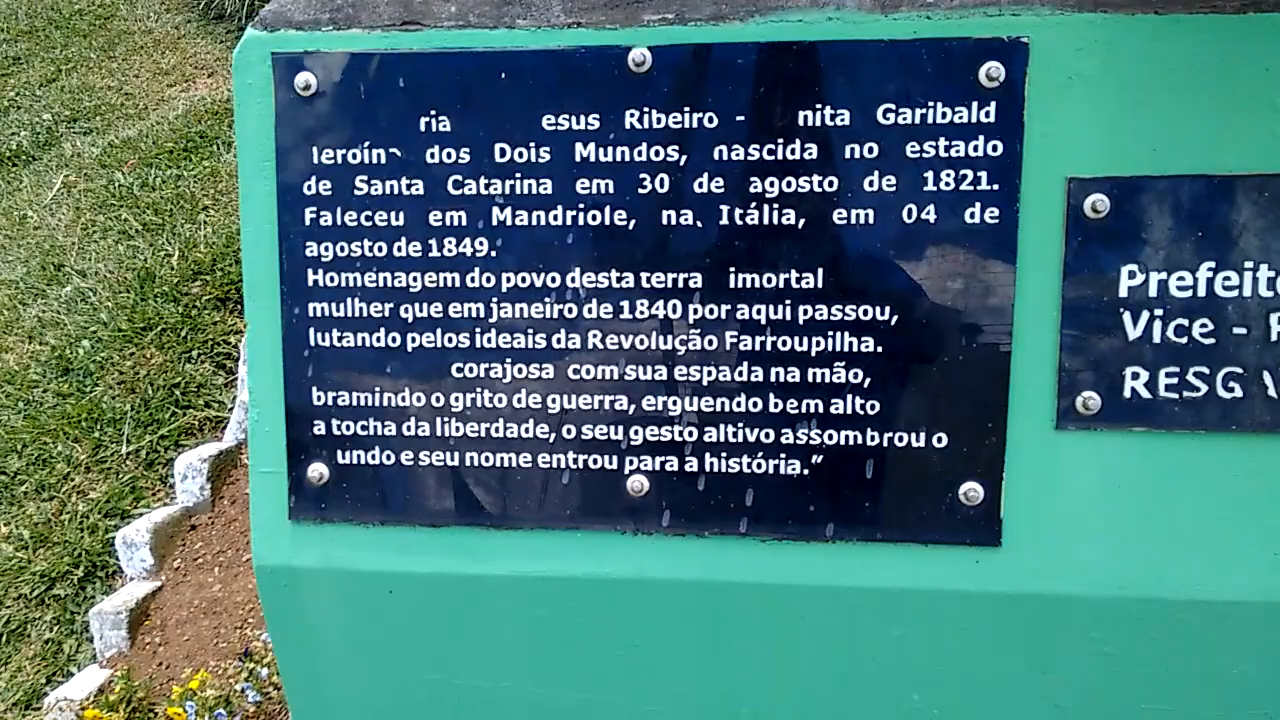 ria esus Ribeiro - nita Garibald
leroín dos Dois Mundos, nascida no estado
de Santa Catarina em 30 de agosto de 1821.
Faleceu em Mandriole, na Itália, em 04 de
agosto de 1849.
Homenagem do povo desta terra imortal
mulher que em janeiro de 1840 por aqui passou,
lutando pelos ideais da Revolução Farroupilha.
corajosa com sua espada na mão,
bramindo o grito de guerra, erguendo bem alto
a tocha da liberdade, o seu gesto altivo assombrou o
undo e seu nome entrou para a história.”
Prefeito
Vice -
RESG